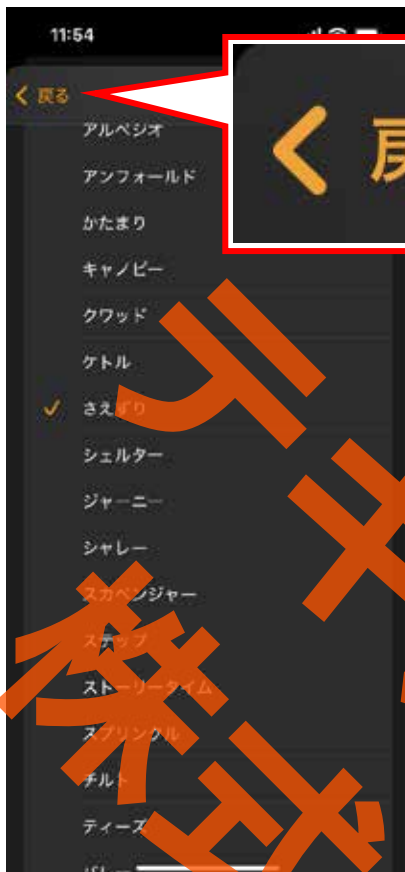 11:54
戻る
アルペジオ
アンフォールド
かたまり
キャノピー
クワッド
ケトル
さえずり
シェルター
ジャーニー
シャレー
スカベンジャー
ステップ
ストーリータイム
スプリンクル
チルト
ティーズ
テキ
株式